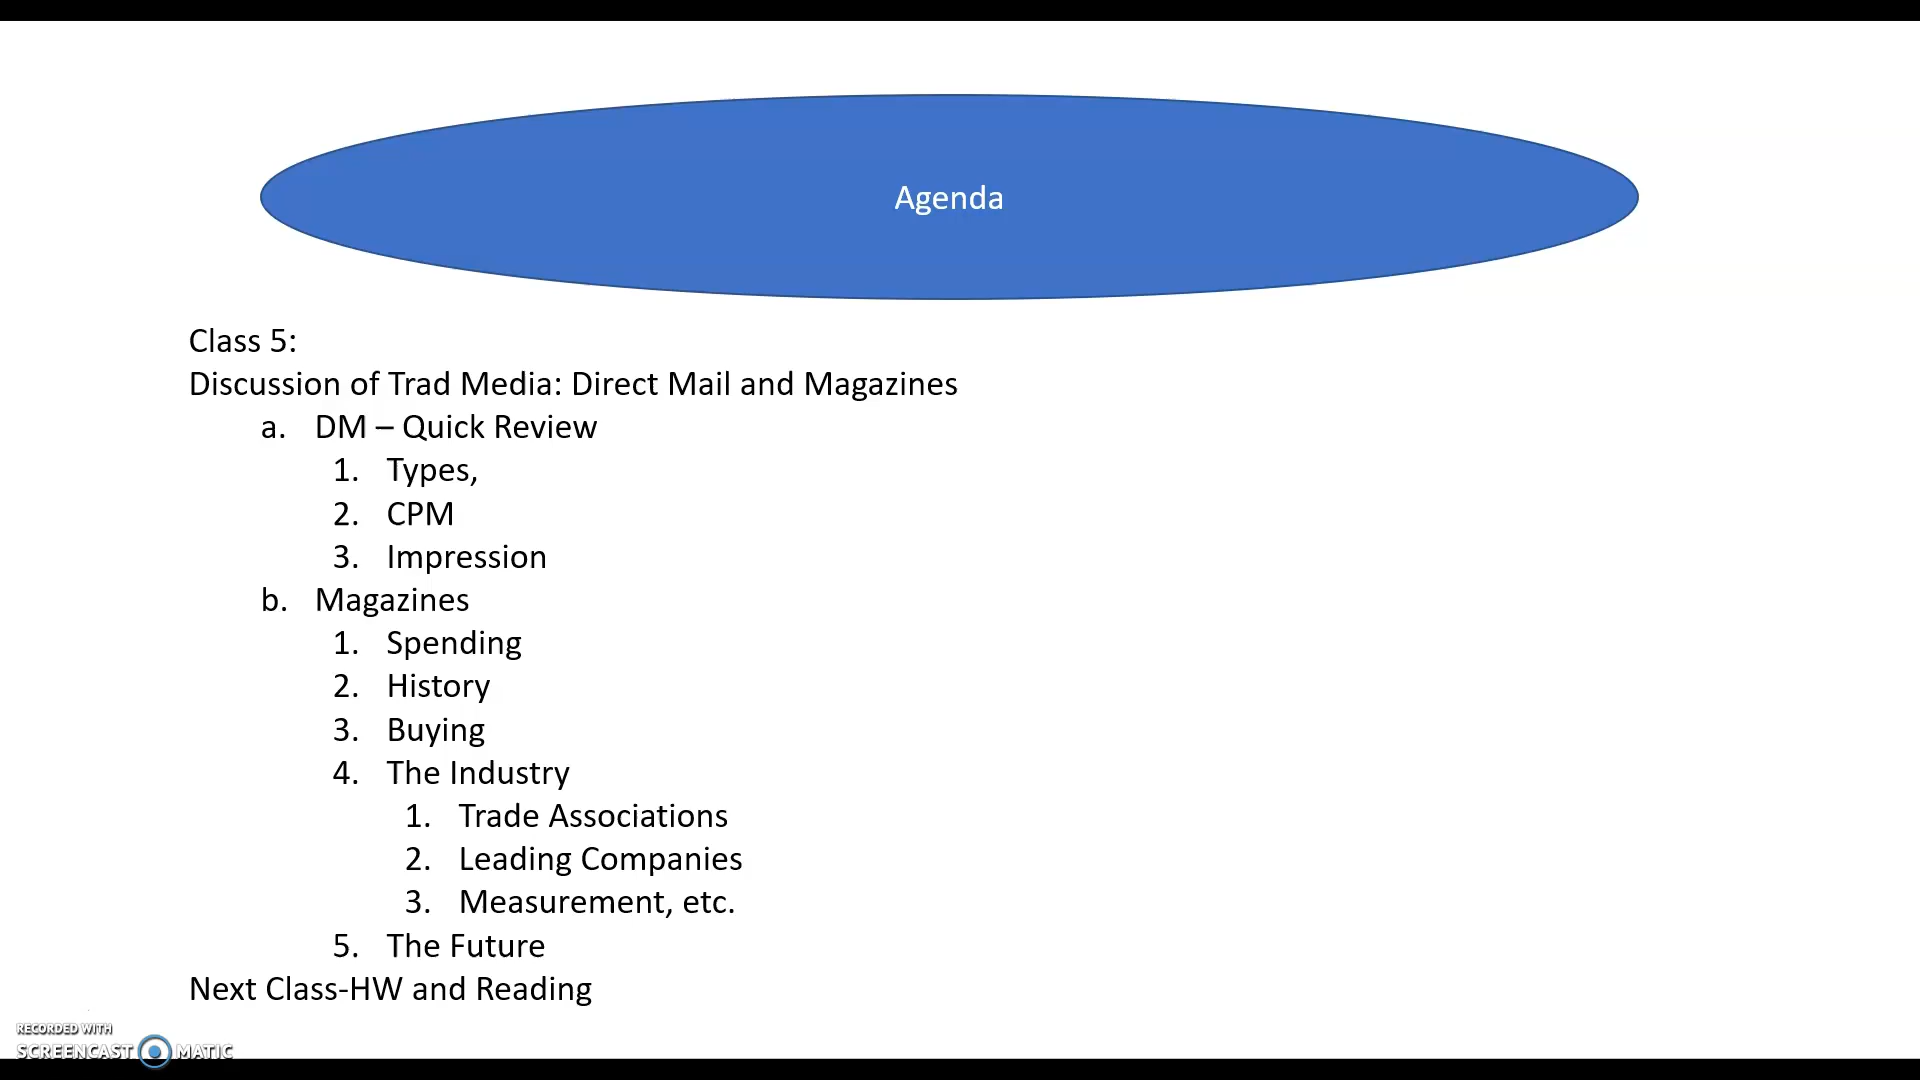 Agenda
Class 5:
Discussion of Trad Media: Direct Mail and Magazines
a. DM – Quick Review
1. Types,
2. CPM
3. Impression
b. Magazines
1. Spending
2. History
3. Buying
4. The Industry
1. Trade Associations
2. Leading Companies
3. Measurement, etc.
5. The Future
Next Class-HW and Reading
RECORDED WITH
SCREENCAST MATIC